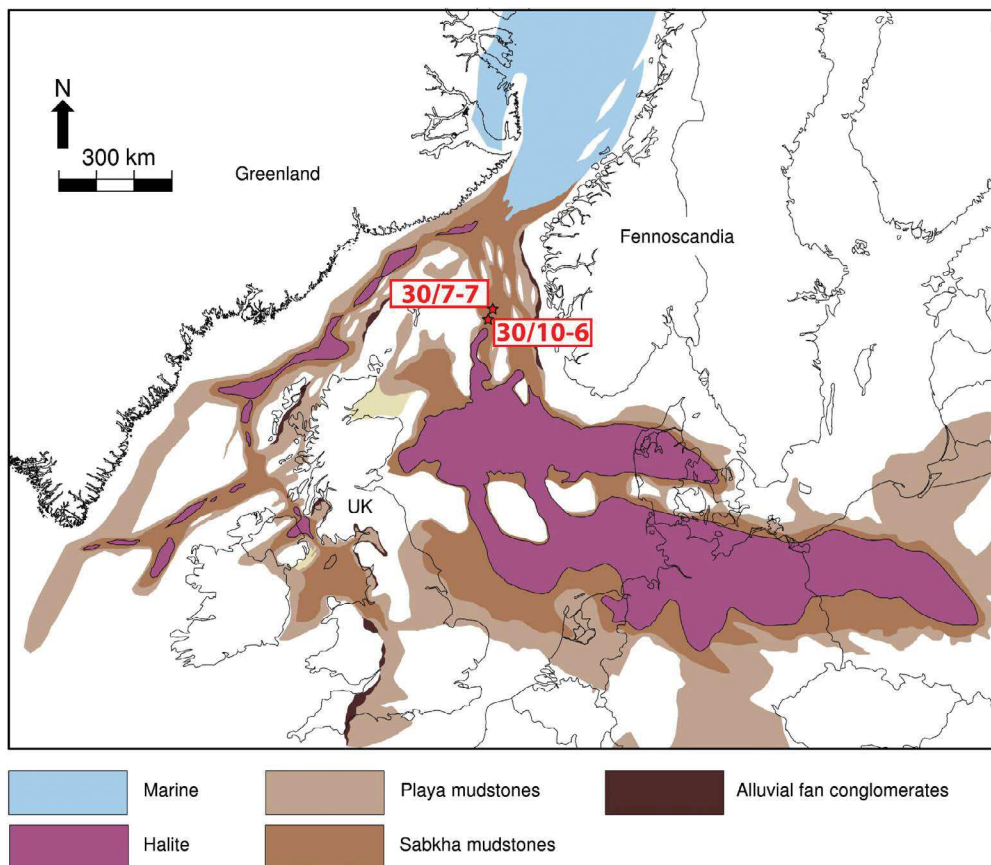 N
300 km
Greenland
Fennoscandia
30/7-7
30/10-6
UK
Marine
Playa mudstones
Alluvial fan conglomerates
Halite
Sabkha mudstones